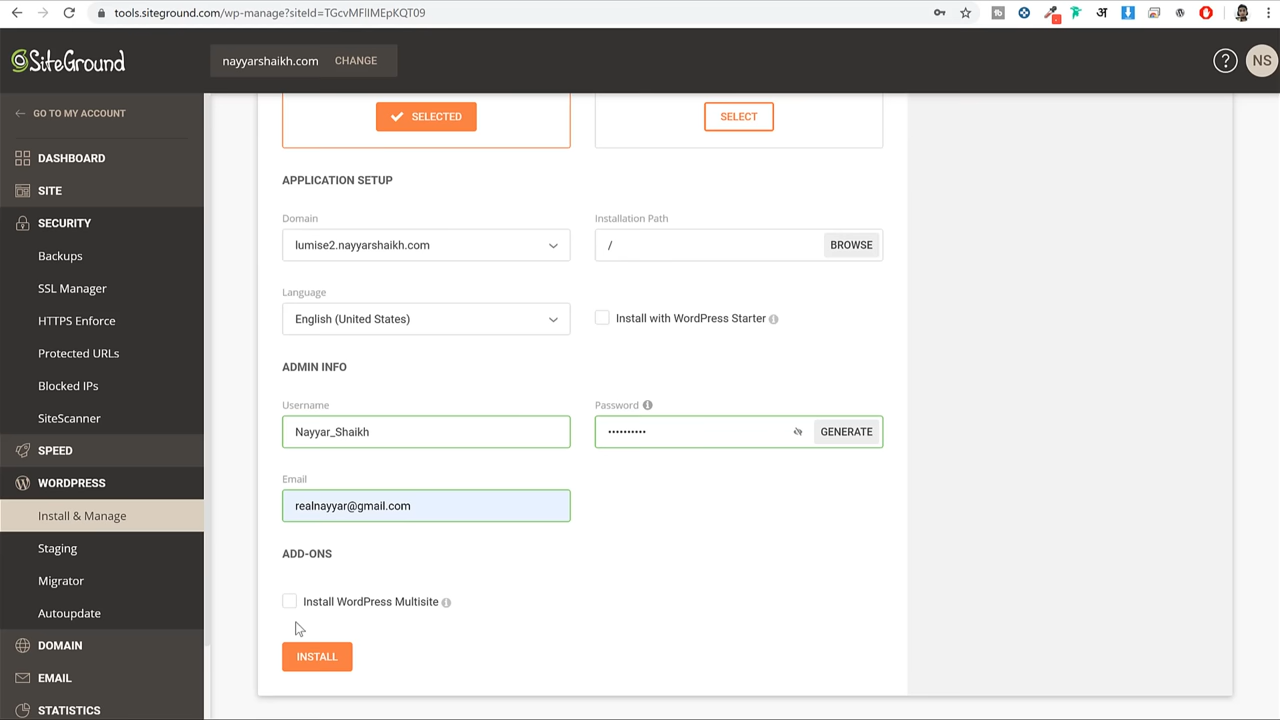 tools.siteground.com/wp-manage?siteId=TGcvMFIIMEpKQT09
SiteGround
nayyarshaikh.com CHANGE
?
NS
GO TO MY ACCOUNT
DASHBOARD
SITE
SECURITY
Backups
SSL Manager
HTTPS Enforce
Protected URLs
Blocked IPs
SiteScanner
SPEED
WORDPRESS
Install & Manage
Staging
Migrator
Autoupdate
DOMAIN
EMAIL
STATISTICS
SELECTED
SELECT
APPLICATION SETUP
Domain
lumise2.nayyarshaikh.com
Installation Path
/
BROWSE
Language
English (United States)
Install with WordPress Starter
ADMIN INFO
Username
Nayyar_Shaikh
Password
••••••••••
GENERATE
Email
realnayyar@gmail.com
ADD-ONS
Install WordPress Multisite
INSTALL